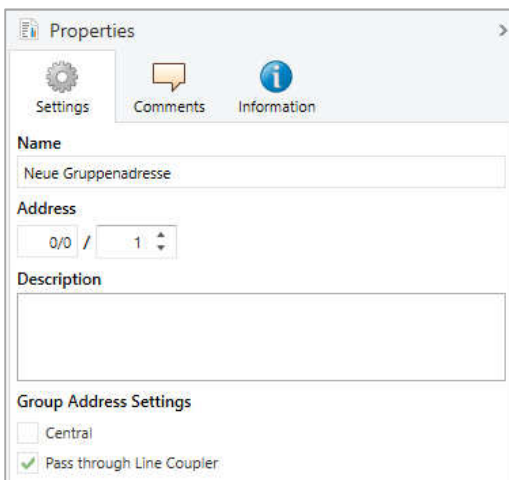 Properties
Settings Comments Information
Name
Neue Gruppenadresse
Address
0/0 / 1
Description
Group Address Settings
Central
Pass through Line Coupler